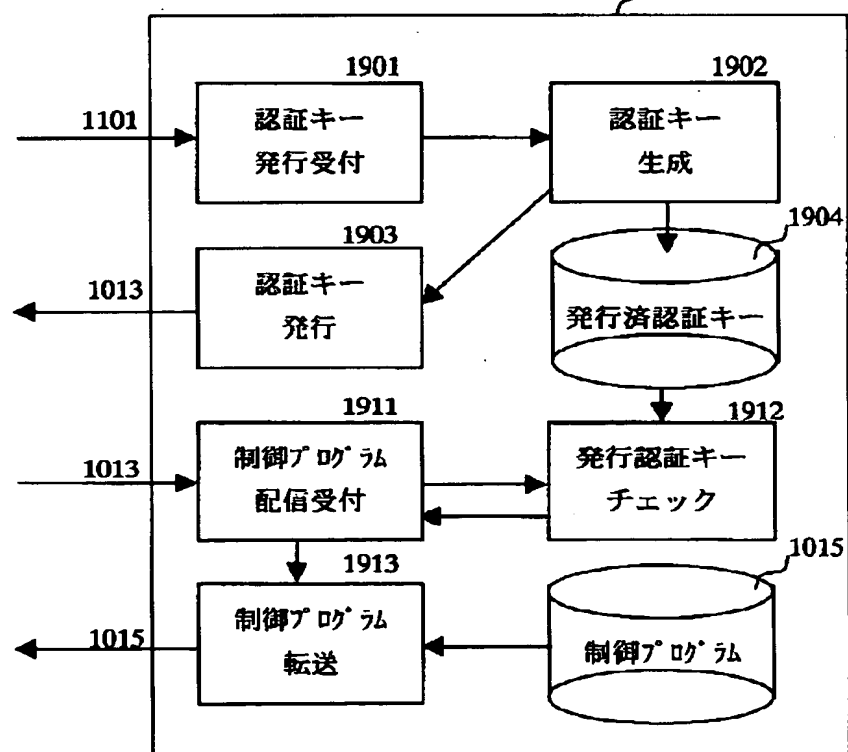 1901
1902
1101
認証キー
発行受付
認証キー
生成
1903
1904
1013
認証キー
発行
発行済認証キー
1911
1912
1013
制御ﾌﾟﾛｸﾞﾗﾑ
配信受付
発行認証キー
チェック
1913
1015
1015
制御ﾌﾟﾛｸﾞﾗﾑ
転送
制御ﾌﾟﾛｸﾞﾗﾑ